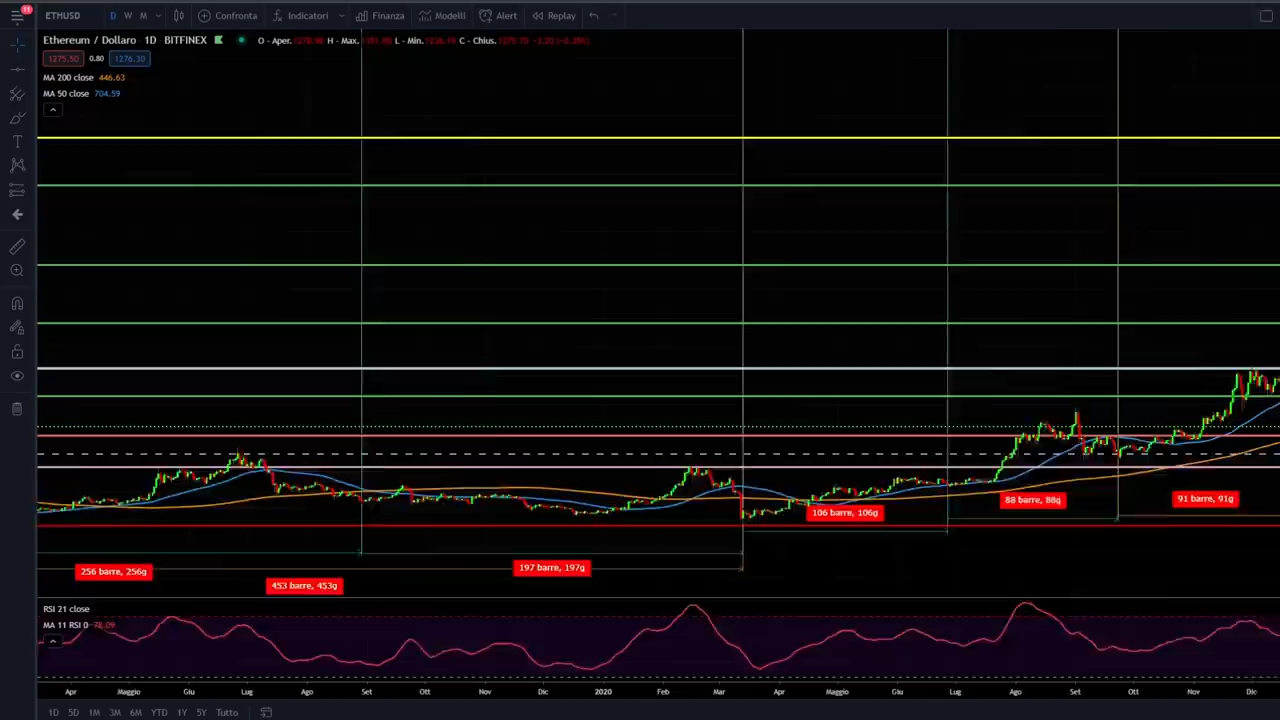 11
ETHUSD D W M Confronta Indicatori Finanza Modelli Alert Replay
Ethereum / Dollaro 1D BITFINEX O - Aper. H - Max. L - Min. C - Chius.
1275.50 0.80 1276.30
MA 200 close 446.63
MA 50 close 704.59
91 barre, 91g
88 barre, 88g
106 barre, 106g
197 barre, 197g
256 barre, 256g
453 barre, 453g
RSI 21 close
MA 11 RSI 0 78.09
Apr Maggio Giu Lug Ago Set Ott Nov Dic 2020 Feb Mar Apr Maggio Giu Lug Ago Set Ott Nov Dic
1D 5D 1M 3M 6M YTD 1Y 5Y Tutto